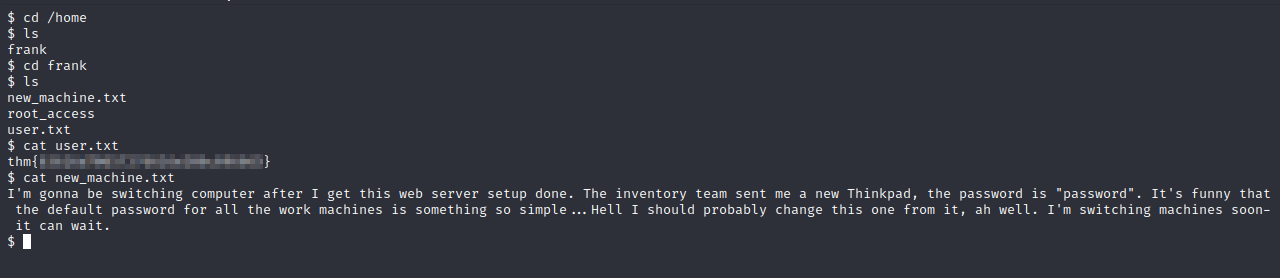 $ cd /home
$ ls
frank
$ cd frank
$ ls
new_machine.txt
root_access
user.txt
$ cat user.txt
thm{}
$ cat new_machine.txt
I'm gonna be switching computer after I get this web server setup done. The inventory team sent me a new Thinkpad, the password is "password". It's funny that
the default password for all the work machines is something so simple...Hell I should probably change this one from it, ah well. I'm switching machines soon-
it can wait.
$